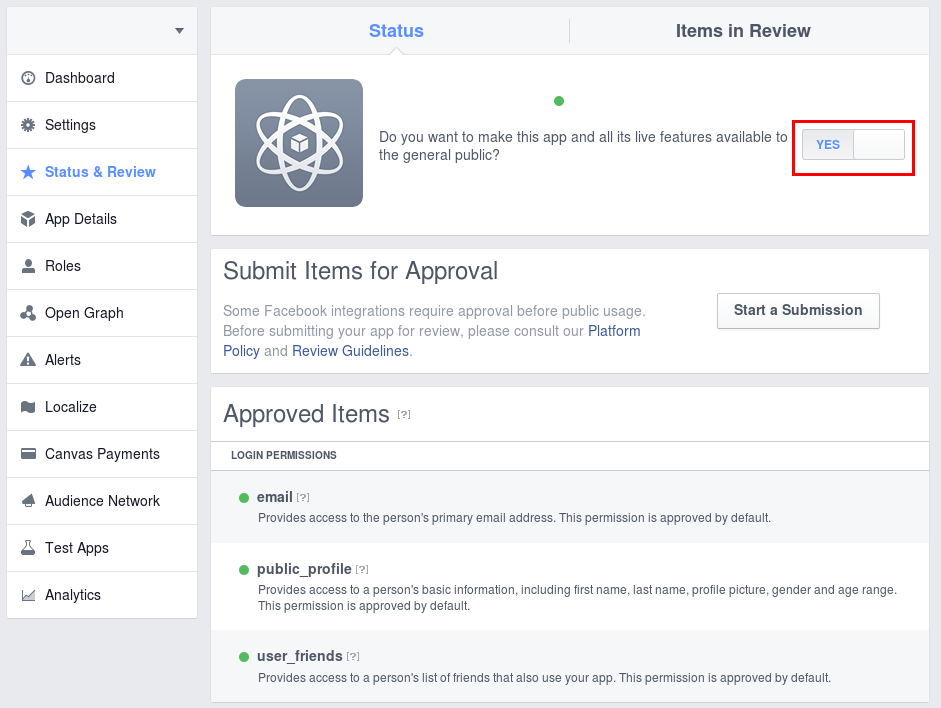 Status
Items in Review
Dashboard
Settings
Status & Review
App Details
Roles
Open Graph
Alerts
Localize
Canvas Payments
Audience Network
Test Apps
Analytics
Do you want to make this app and all its live features available to
the general public?
YES
Submit Items for Approval
Some Facebook integrations require approval before public usage.
Before submitting your app for review, please consult our Platform
Policy and Review Guidelines.
Start a Submission
Approved Items [?]
LOGIN PERMISSIONS
email [?]
Provides access to the person's primary email address. This permission is approved by default.
public_profile [?]
Provides access to a person's basic information, including first name, last name, profile picture, gender and age range.
This permission is approved by default.
user_friends [?]
Provides access to a person's list of friends that also use your app. This permission is approved by default.